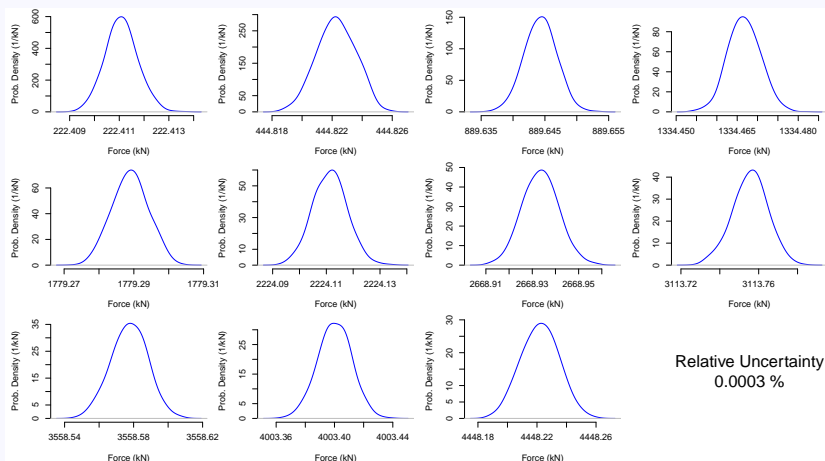 Prob. Density (1/kN)
0 200 400 600
222.409 222.411 222.413
Force (kN)
Prob. Density (1/kN)
0 50 150 250
444.818 444.822 444.826
Force (kN)
Prob. Density (1/kN)
0 50 100 150
889.635 889.645 889.655
Force (kN)
Prob. Density (1/kN)
0 20 40 60 80
1334.450 1334.465 1334.480
Force (kN)
Prob. Density (1/kN)
0 20 40 60
1779.27 1779.29 1779.31
Force (kN)
Prob. Density (1/kN)
0 10 30 50
2224.09 2224.11 2224.13
Force (kN)
Prob. Density (1/kN)
0 10 20 30 40 50
2668.91 2668.93 2668.95
Force (kN)
Prob. Density (1/kN)
0 10 20 30 40
3113.72 3113.76
Force (kN)
Prob. Density (1/kN)
0 5 15 25 35
3558.54 3558.58 3558.62
Force (kN)
Prob. Density (1/kN)
0 5 15 25
4003.36 4003.40 4003.44
Force (kN)
Prob. Density (1/kN)
0 5 10 20 30
4448.18 4448.22 4448.26
Force (kN)
Relative Uncertainty
0.0003 %